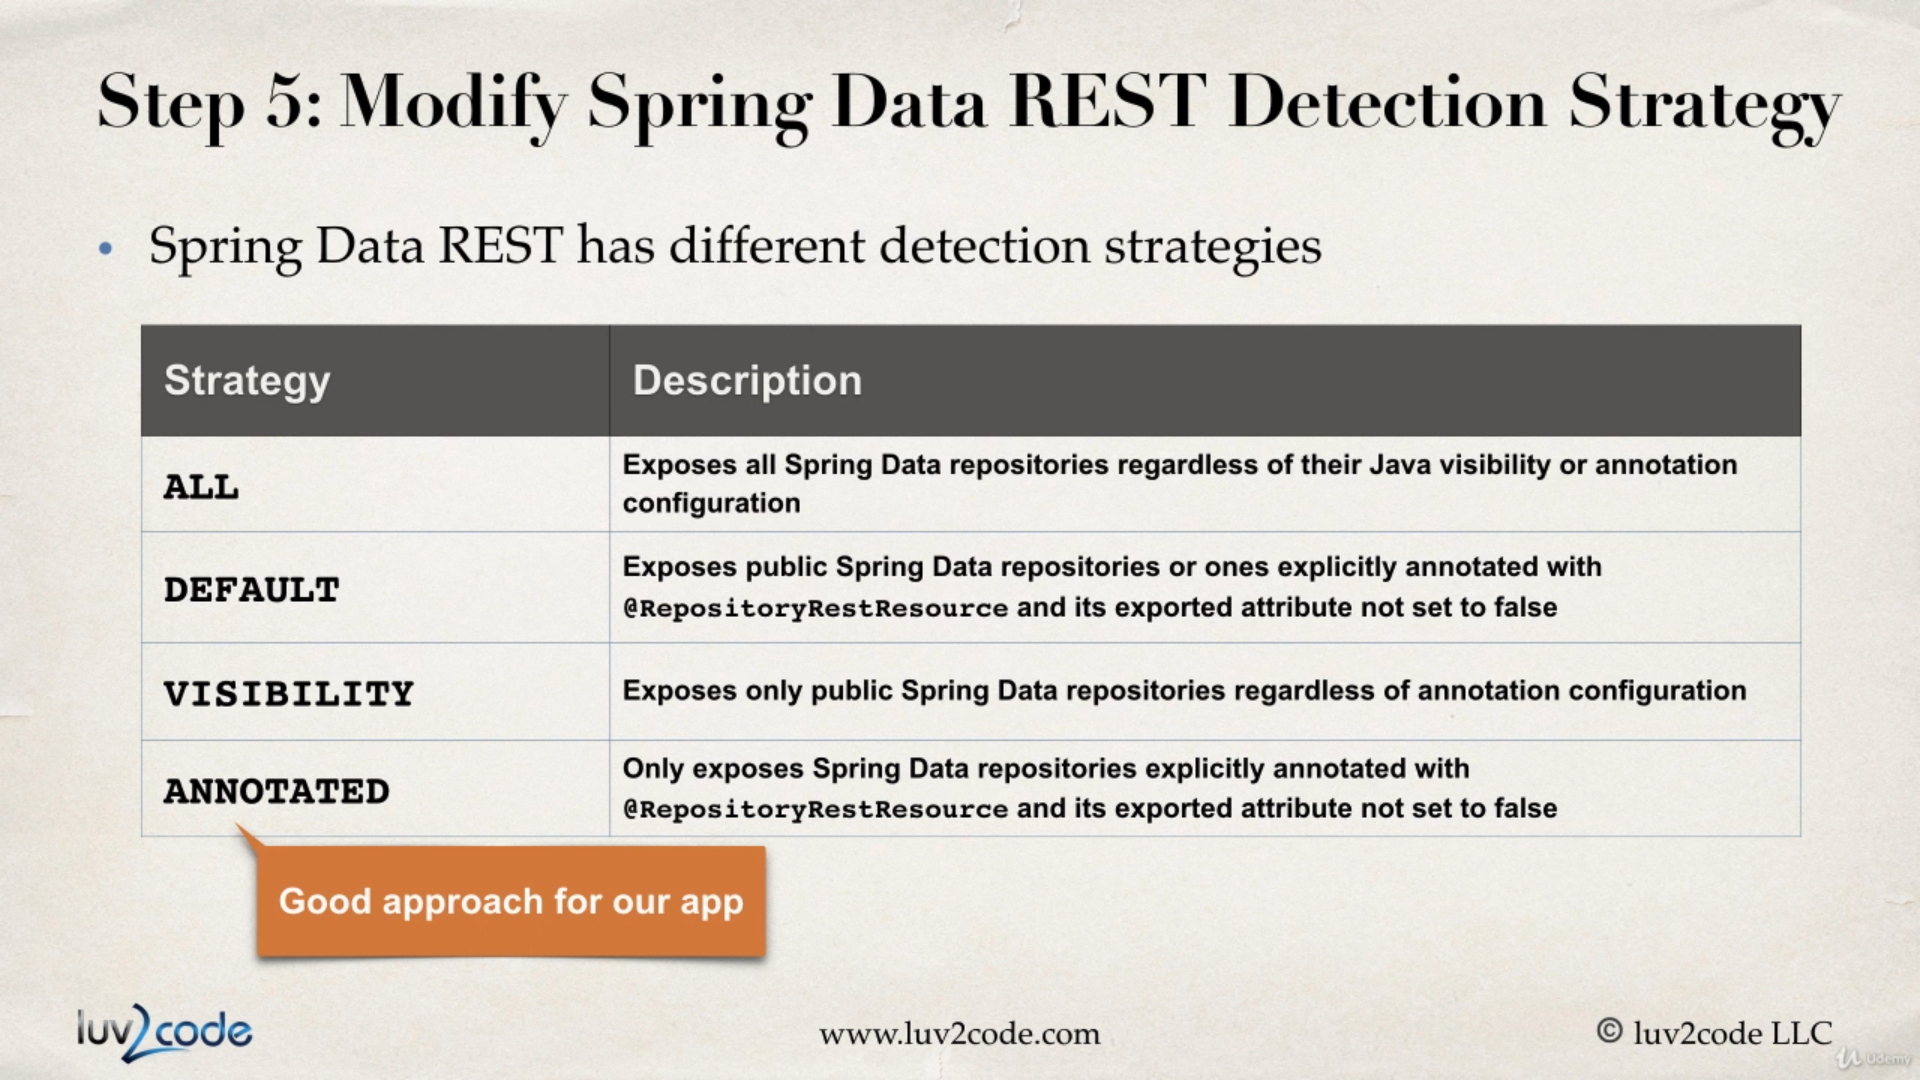 Step 5: Modify Spring Data REST Detection Strategy
• Spring Data REST has different detection strategies
Strategy Description
ALL
Exposes all Spring Data repositories regardless of their Java visibility or annotation
configuration
DEFAULT
Exposes public Spring Data repositories or ones explicitly annotated with
@RepositoryRestResource and its exported attribute not set to false
VISIBILITY
Exposes only public Spring Data repositories regardless of annotation configuration
ANNOTATED
Only exposes Spring Data repositories explicitly annotated with
@RepositoryRestResource and its exported attribute not set to false
Good approach for our app
luv2code
www.luv2code.com
© luv2code LLC
Udemy